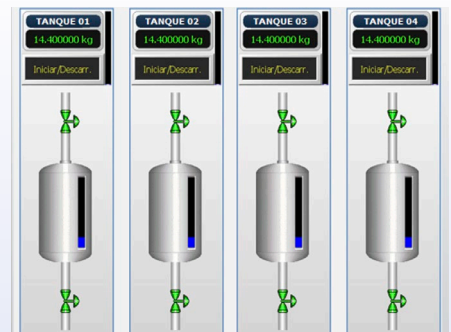 TANQUE 01
14.400000 kg
Iniciar/Descarr.
TANQUE 02
14.400000 kg
Iniciar/Descarr.
TANQUE 03
14.400000 kg
Iniciar/Descarr.
TANQUE 04
14.400000 kg
Iniciar/Descarr.